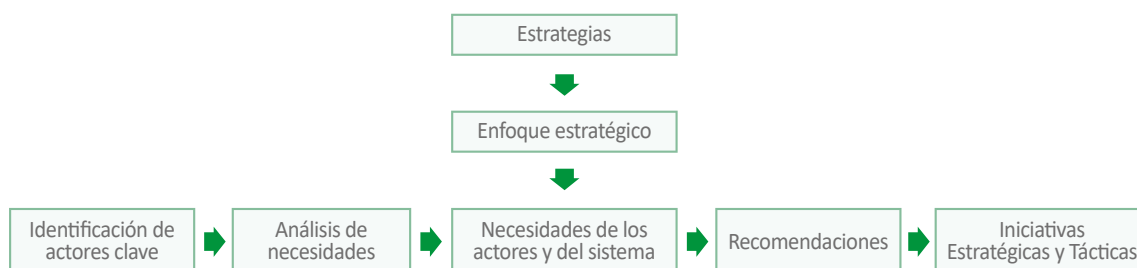 Estrategias
Enfoque estratégico
Identificación de
actores clave
Análisis de
necesidades
Necesidades de los
actores y del sistema
Recomendaciones
Iniciativas
Estratégicas y Tácticas